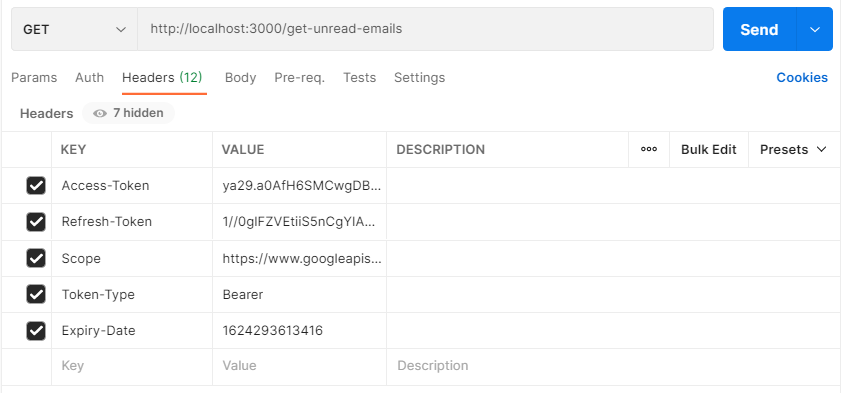 GET http://localhost:3000/get-unread-emails Send
Params Auth Headers (12) Body Pre-req. Tests Settings Cookies
Headers 7 hidden
KEY VALUE DESCRIPTION ooo Bulk Edit Presets
Access-Token ya29.a0AfH6SMCwgDB...
Refresh-Token 1//0gIFZVEtiiS5nCgYIA...
Scope https://www.googleapis...
Token-Type Bearer
Expiry-Date 1624293613416
Key Value Description